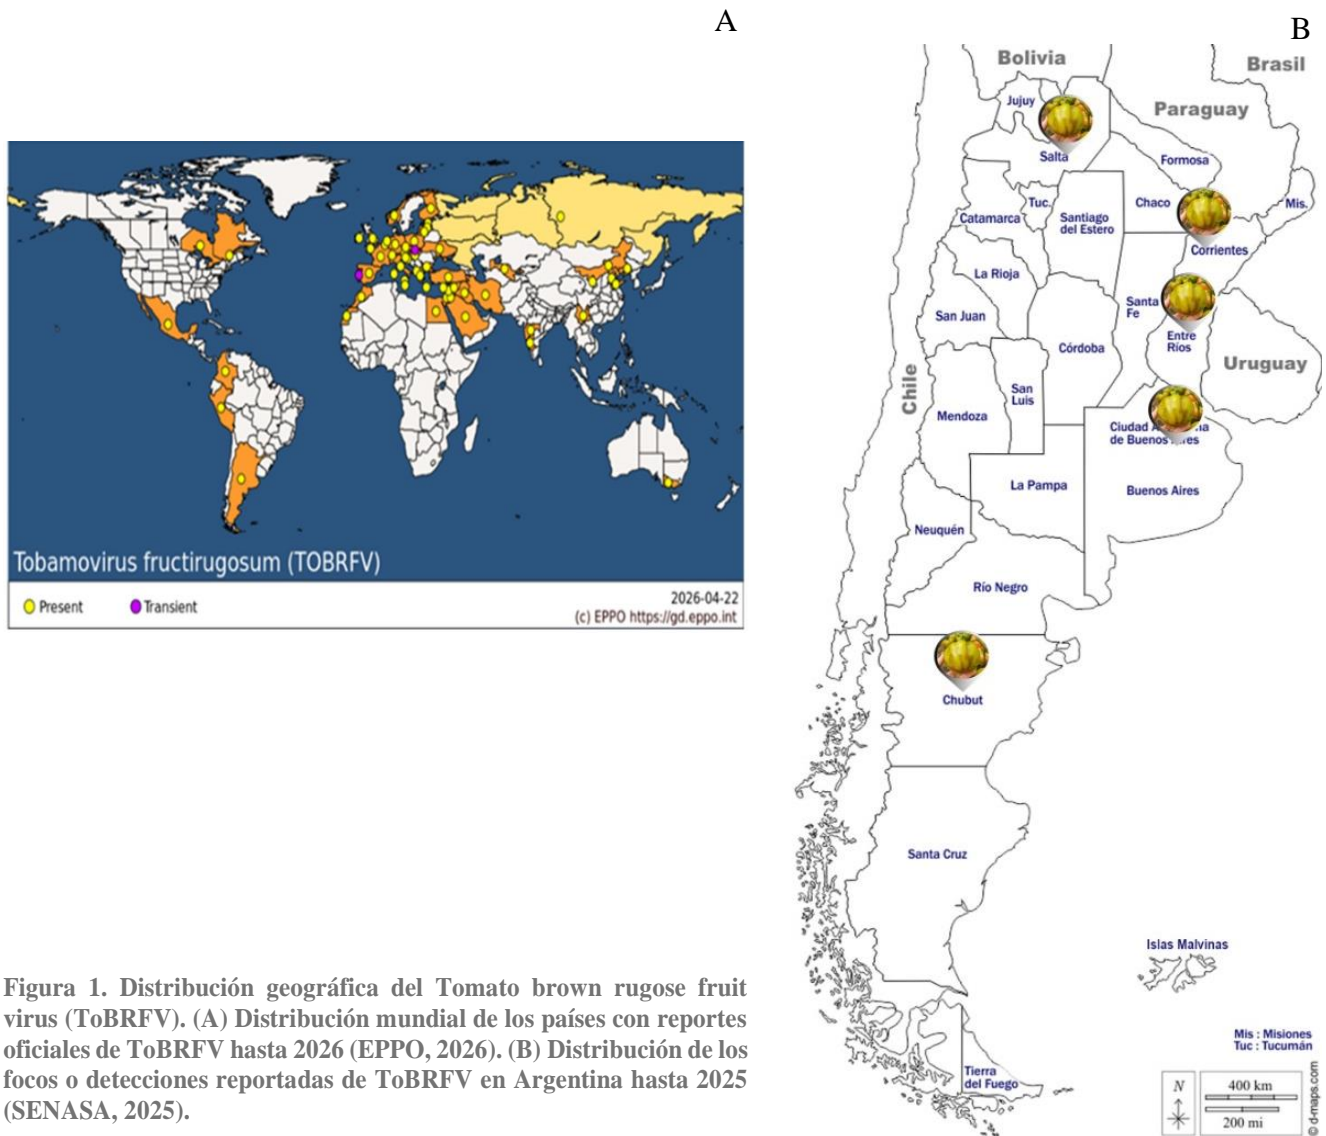 A
B
Bolivia
Brasil
Jujuy
Paraguay
Salta
Formosa
Tuc.
Chaco
Mis.
Catamarca
Santiago
del Estero
Corrientes
La Rioja
Santa
Fe
San Juan
Entre
Ríos
Córdoba
Uruguay
Chile
San
Luis
Mendoza
Ciudad
de Buenos
La Pampa
Buenos Aires
Neuquén
Río Negro
Chubut
Santa Cruz
Islas Malvinas
Mis : Misiones
Tuc : Tucumán
Tierra
del Fuego
N
400 km
200 mi
© d-maps.com
Tobamovirus fructirugosum (TOBRFV)
Present
Transient
2026-04-22
(c) EPPO https://gd.eppo.int
Figura 1. Distribución geográfica del Tomato brown rugose fruit
virus (ToBRFV). (A) Distribución mundial de los países con reportes
oficiales de ToBRFV hasta 2026 (EPPO, 2026). (B) Distribución de los
focos o detecciones reportadas de ToBRFV en Argentina hasta 2025
(SENASA, 2025).